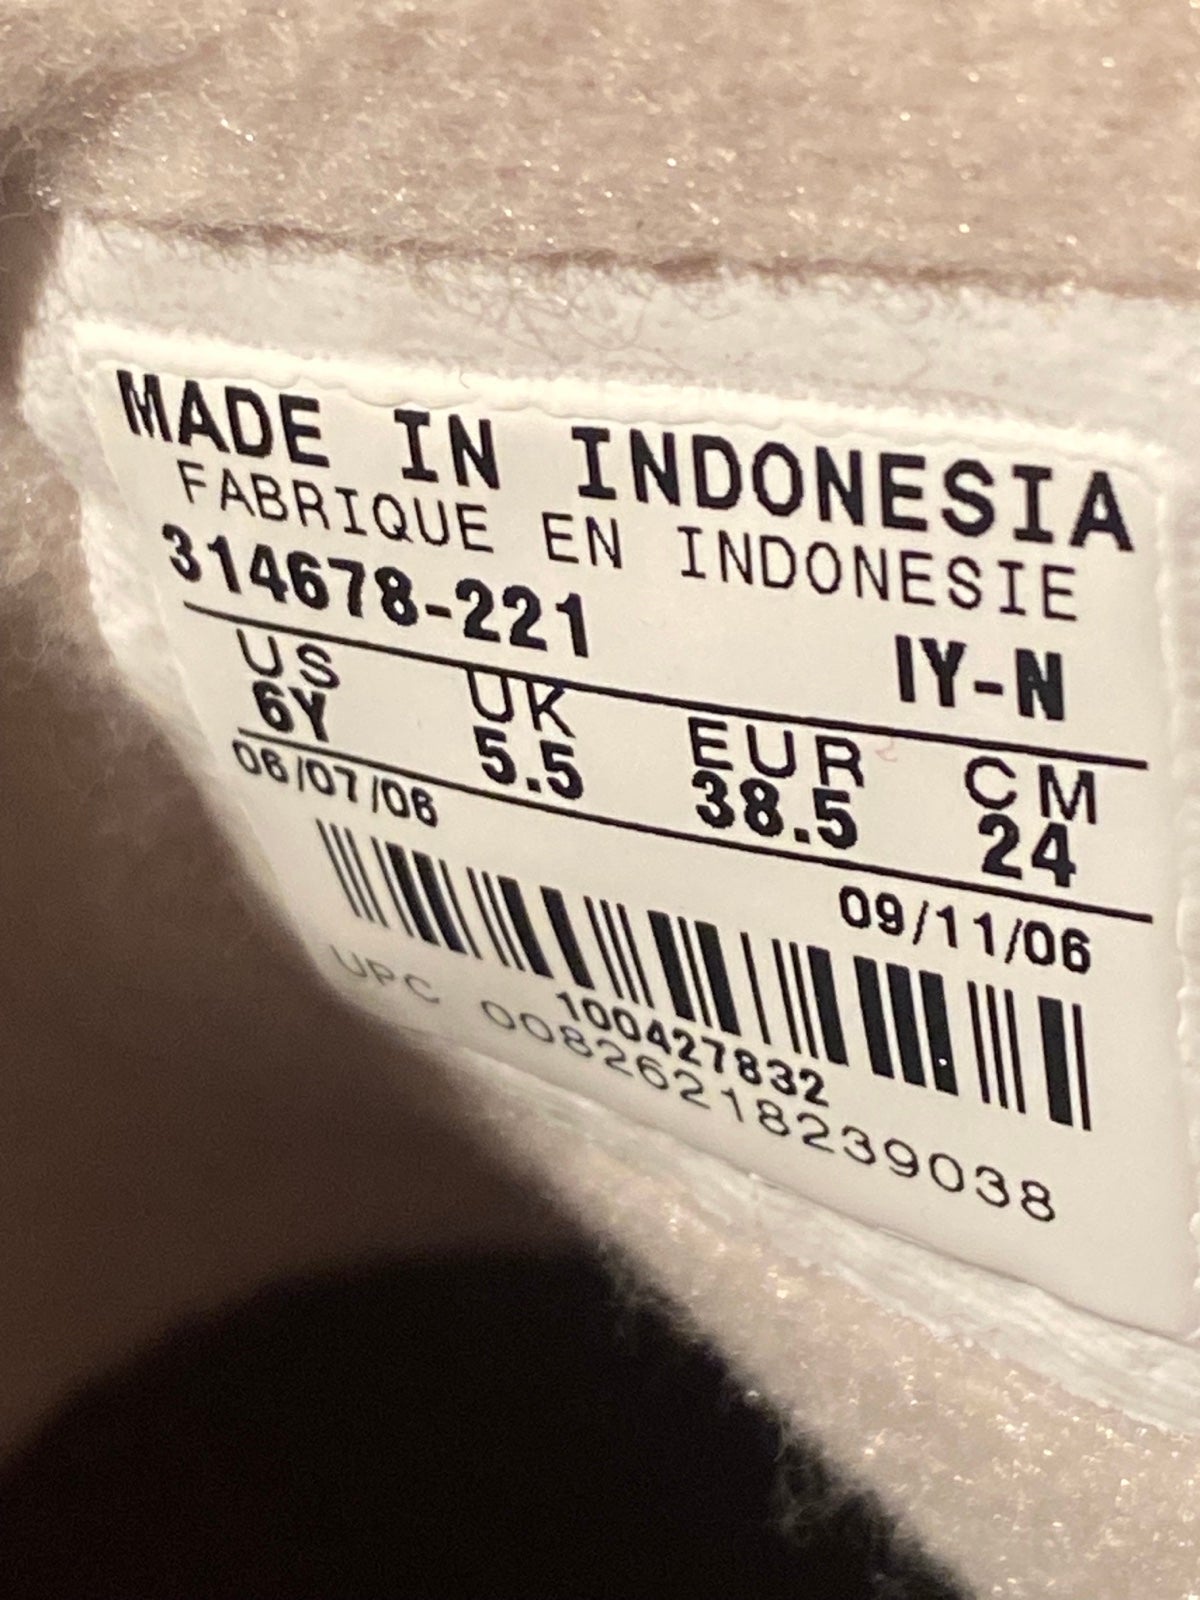 MADE IN INDONESIA
FABRIQUE EN INDONESIE
314678-221 IY-N
US UK EUR CM
6Y 5.5 38.5 24
06/07/06 09/11/06
100427832
UPC 00826218239038